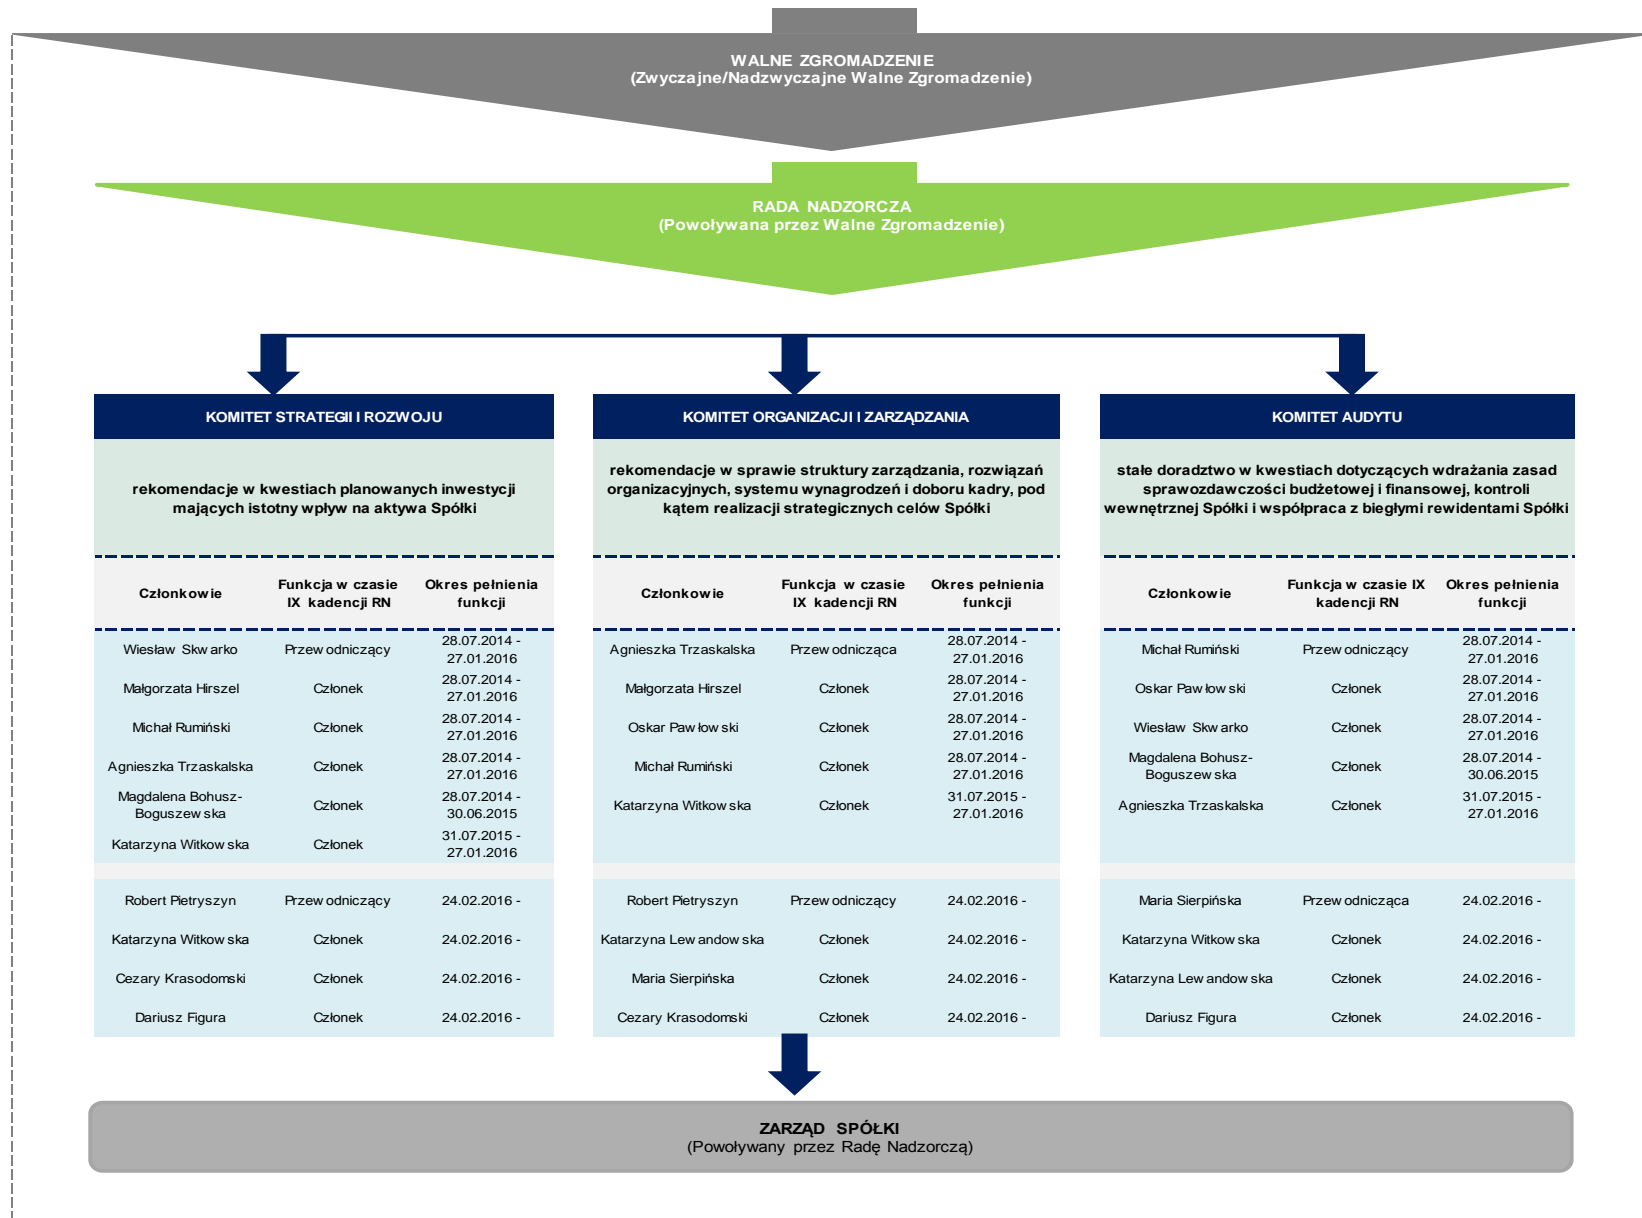 WALNE ZGROMADZENIE
(Zwyczajne/Nadzwyczajne Walne Zgromadzenie)
RADA NADZORCZA
(Powoływana przez Walne Zgromadzenie)
KOMITET STRATEGII I ROZWOJU
rekomendacje w kwestiach planowanych inwestycji
mających istotny wpływ na aktywa Spółki
Członkowie Funkcja w czasie IX kadencji RN Okres pełnienia funkcji
Wiesław Skwarko Przewodniczący 28.07.2014 - 27.01.2016
Małgorzata Hirszel Członek 28.07.2014 - 27.01.2016
Michał Rumiński Członek 28.07.2014 - 27.01.2016
Agnieszka Trzaskalska Członek 28.07.2014 - 27.01.2016
Magdalena Bohusz-Boguszewska Członek 28.07.2014 - 30.06.2015
Katarzyna Witkowska Członek 31.07.2015 - 27.01.2016
Robert Pietryszyn Przewodniczący 24.02.2016 -
Katarzyna Witkowska Członek 24.02.2016 -
Cezary Krasodomski Członek 24.02.2016 -
Dariusz Figura Członek 24.02.2016 -
KOMITET ORGANIZACJI I ZARZĄDZANIA
rekomendacje w sprawie struktury zarządzania, rozwiązań
organizacyjnych, systemu wynagrodzeń i doboru kadry, pod
kątem realizacji strategicznych celów Spółki
Członkowie Funkcja w czasie IX kadencji RN Okres pełnienia funkcji
Agnieszka Trzaskalska Przewodnicząca 28.07.2014 - 27.01.2016
Małgorzata Hirszel Członek 28.07.2014 - 27.01.2016
Oskar Pawłowski Członek 28.07.2014 - 27.01.2016
Michał Rumiński Członek 28.07.2014 - 27.01.2016
Katarzyna Witkowska Członek 31.07.2015 - 27.01.2016
Robert Pietryszyn Przewodniczący 24.02.2016 -
Katarzyna Lewandowska Członek 24.02.2016 -
Maria Sierpińska Członek 24.02.2016 -
Cezary Krasodomski Członek 24.02.2016 -
KOMITET AUDYTU
stałe doradztwo w kwestiach dotyczących wdrażania zasad
sprawozdawczości budżetowej i finansowej, kontroli
wewnętrznej Spółki i współpraca z biegłymi rewidentami Spółki
Członkowie Funkcja w czasie IX kadencji RN Okres pełnienia funkcji
Michał Rumiński Przewodniczący 28.07.2014 - 27.01.2016
Oskar Pawłowski Członek 28.07.2014 - 27.01.2016
Wiesław Skwarko Członek 28.07.2014 - 27.01.2016
Magdalena Bohusz-Boguszewska Członek 28.07.2014 - 30.06.2015
Agnieszka Trzaskalska Członek 31.07.2015 - 27.01.2016
Maria Sierpińska Przewodnicząca 24.02.2016 -
Katarzyna Witkowska Członek 24.02.2016 -
Katarzyna Lewandowska Członek 24.02.2016 -
Dariusz Figura Członek 24.02.2016 -
ZARZĄD SPÓŁKI
(Powoływany przez Radę Nadzorczą)